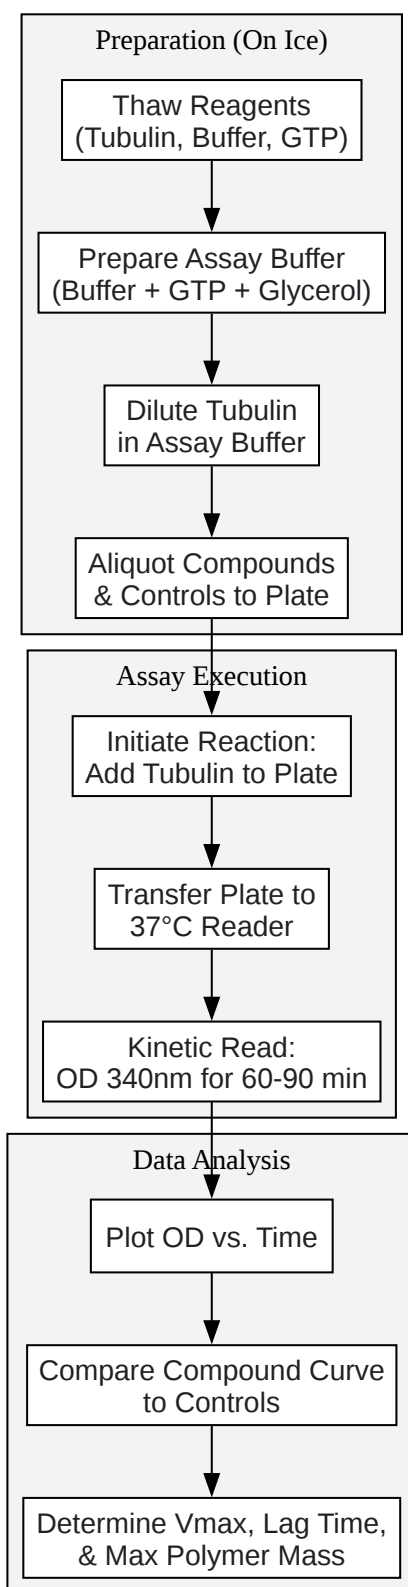 Preparation (On Ice)
Thaw Reagents
(Tubulin, Buffer, GTP)
Prepare Assay Buffer
(Buffer + GTP + Glycerol)
Dilute Tubulin
in Assay Buffer
Aliquot Compounds
& Controls to Plate
Assay Execution
Initiate Reaction:
Add Tubulin to Plate
Transfer Plate to
37°C Reader
Kinetic Read:
OD 340nm for 60-90 min
Data Analysis
Plot OD vs. Time
Compare Compound Curve
to Controls
Determine Vmax, Lag Time,
& Max Polymer Mass